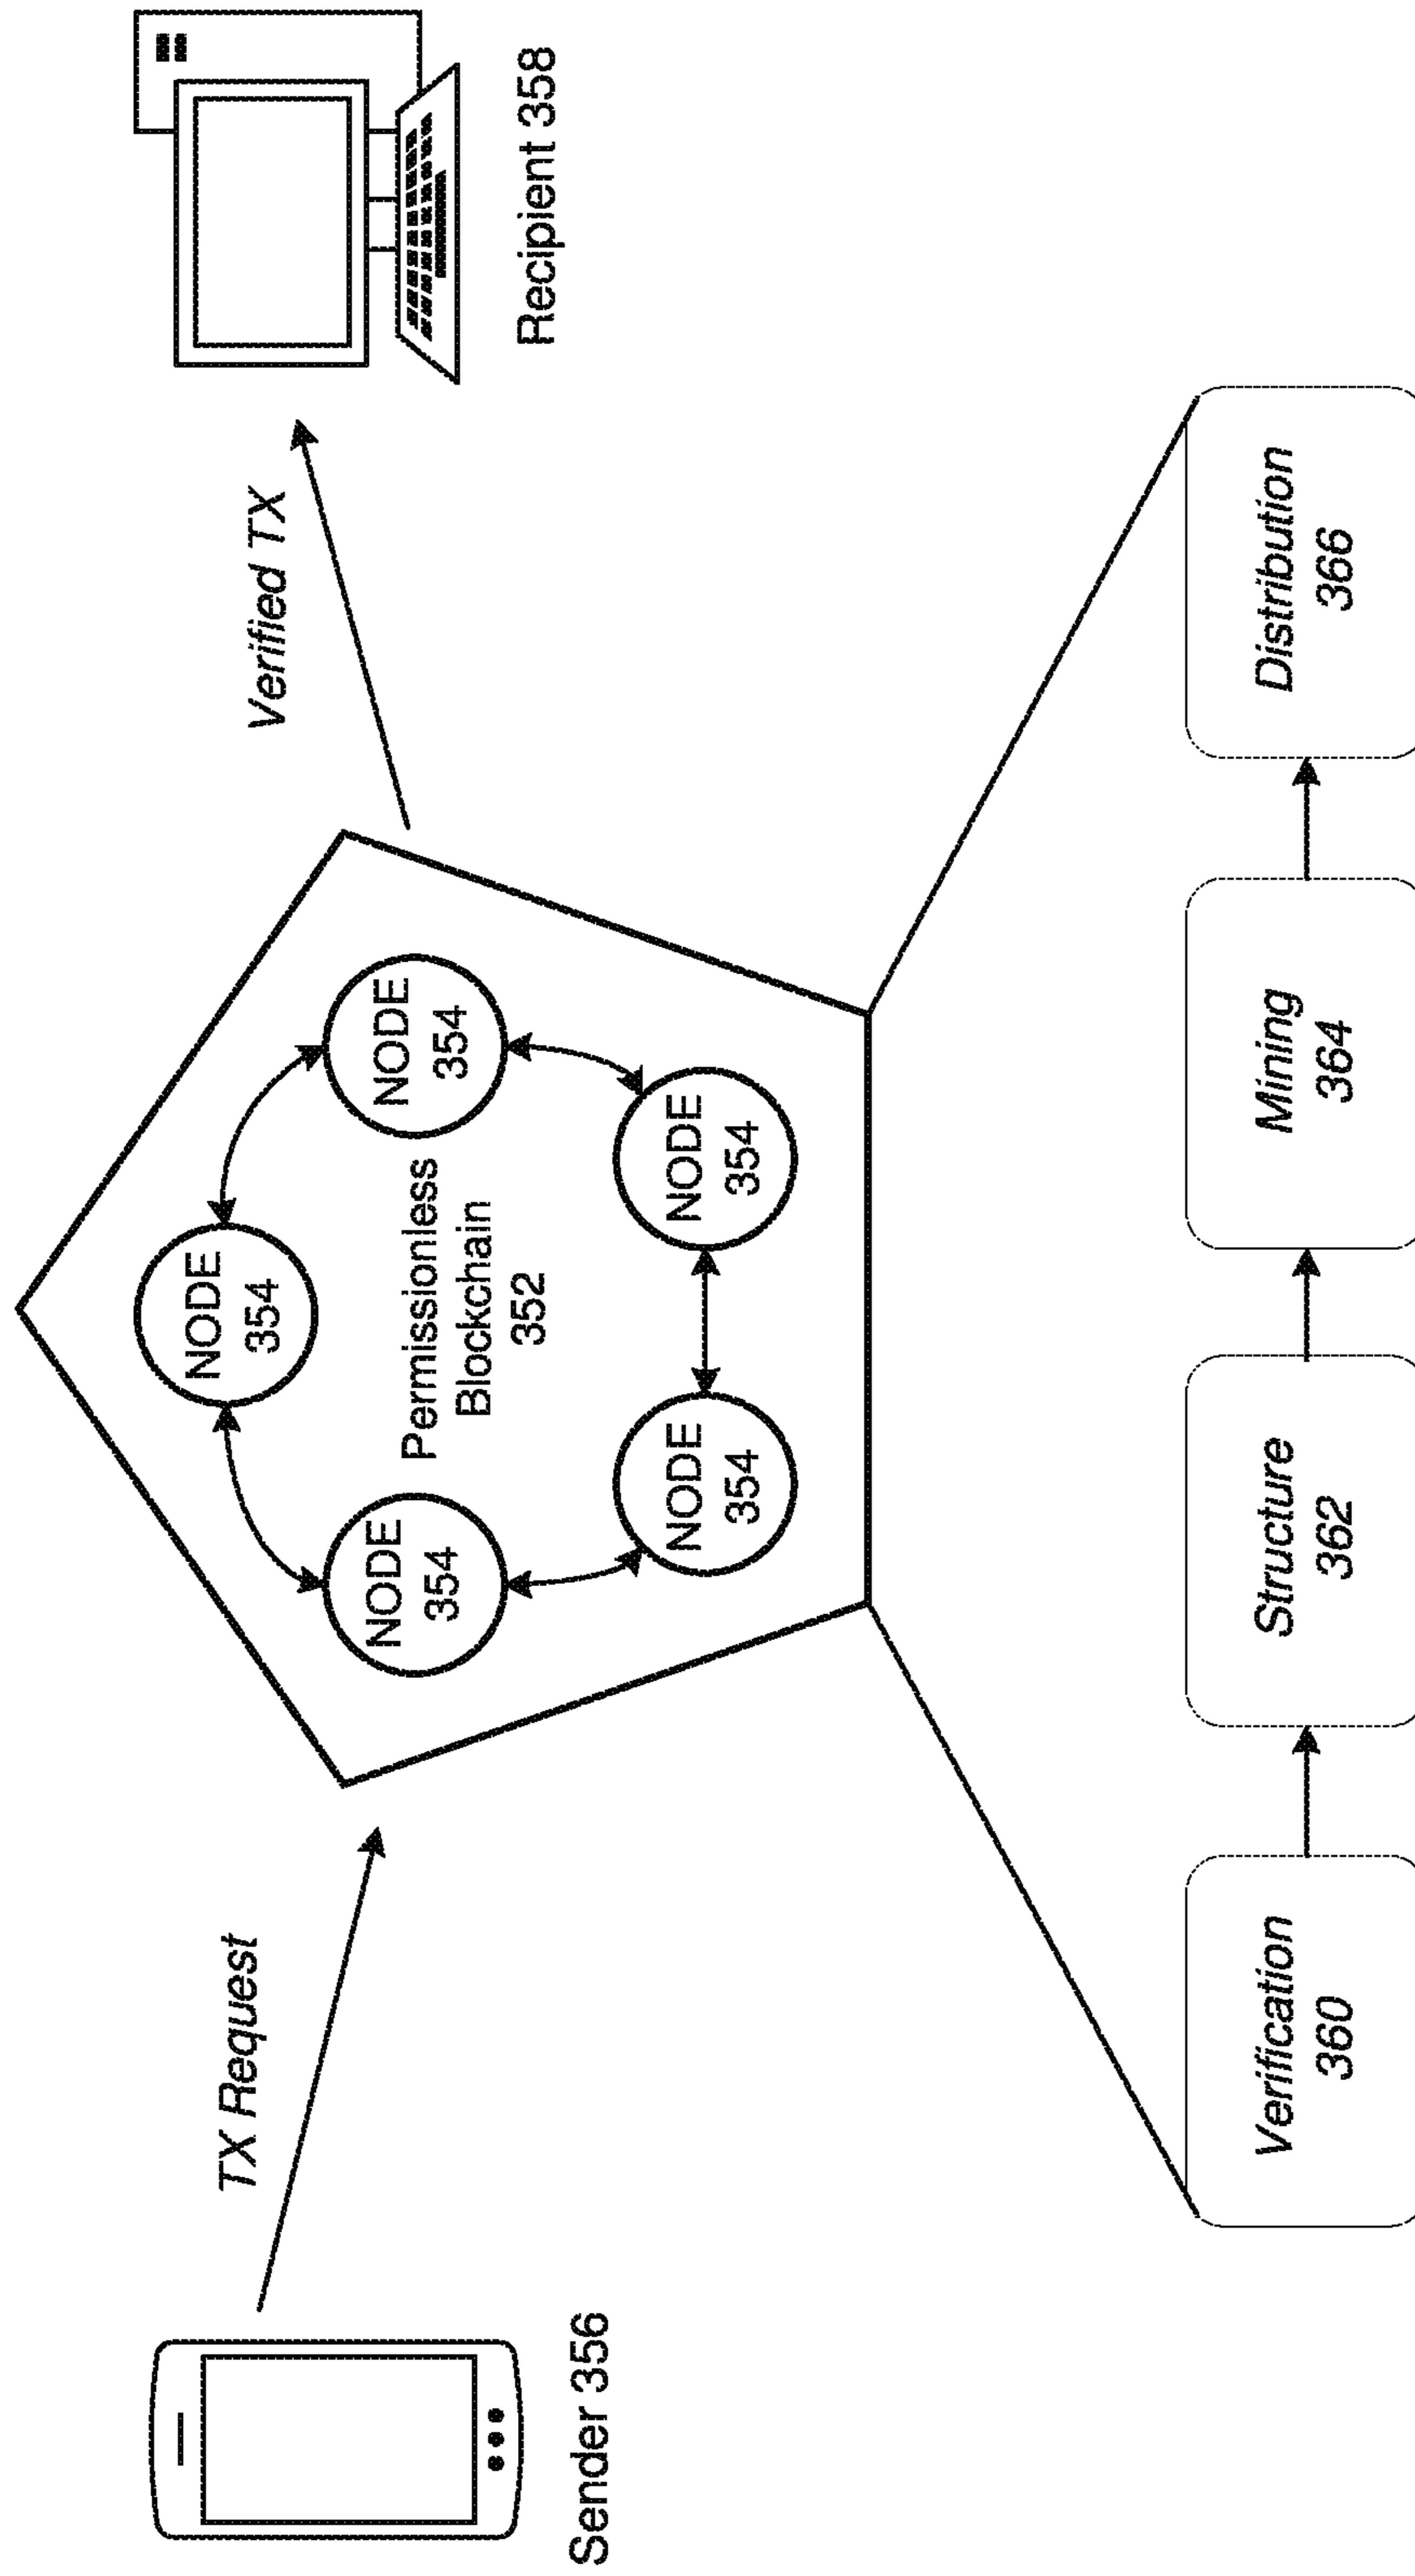 TX Request
Verified TX
Sender 356
Recipient 358
NODE
354
NODE
354
NODE
354
Permissionless
Blockchain
352
NODE
354
NODE
354
Verification
360
Structure
362
Mining
364
Distribution
366